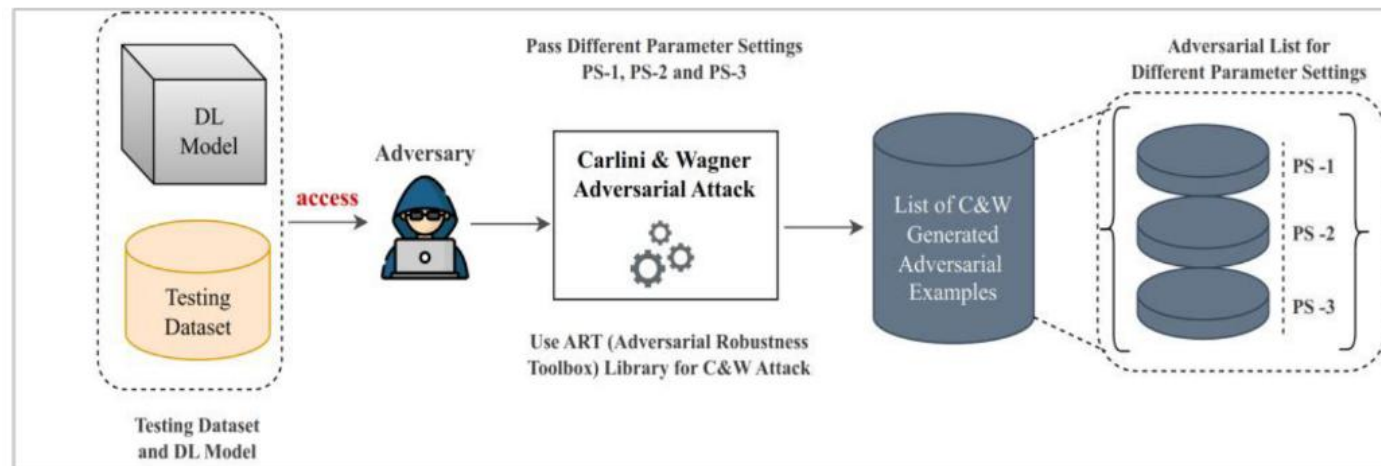 DL
Model
Testing
Dataset
Testing Dataset
and DL Model
access
Adversary
Pass Different Parameter Settings
PS-1, PS-2 and PS-3
Carlini & Wagner
Adversarial Attack
Use ART (Adversarial Robustness
Toolbox) Library for C&W Attack
List of C&W
Generated
Adversarial
Examples
Adversarial List for
Different Parameter Settings
PS -1
PS -2
PS -3